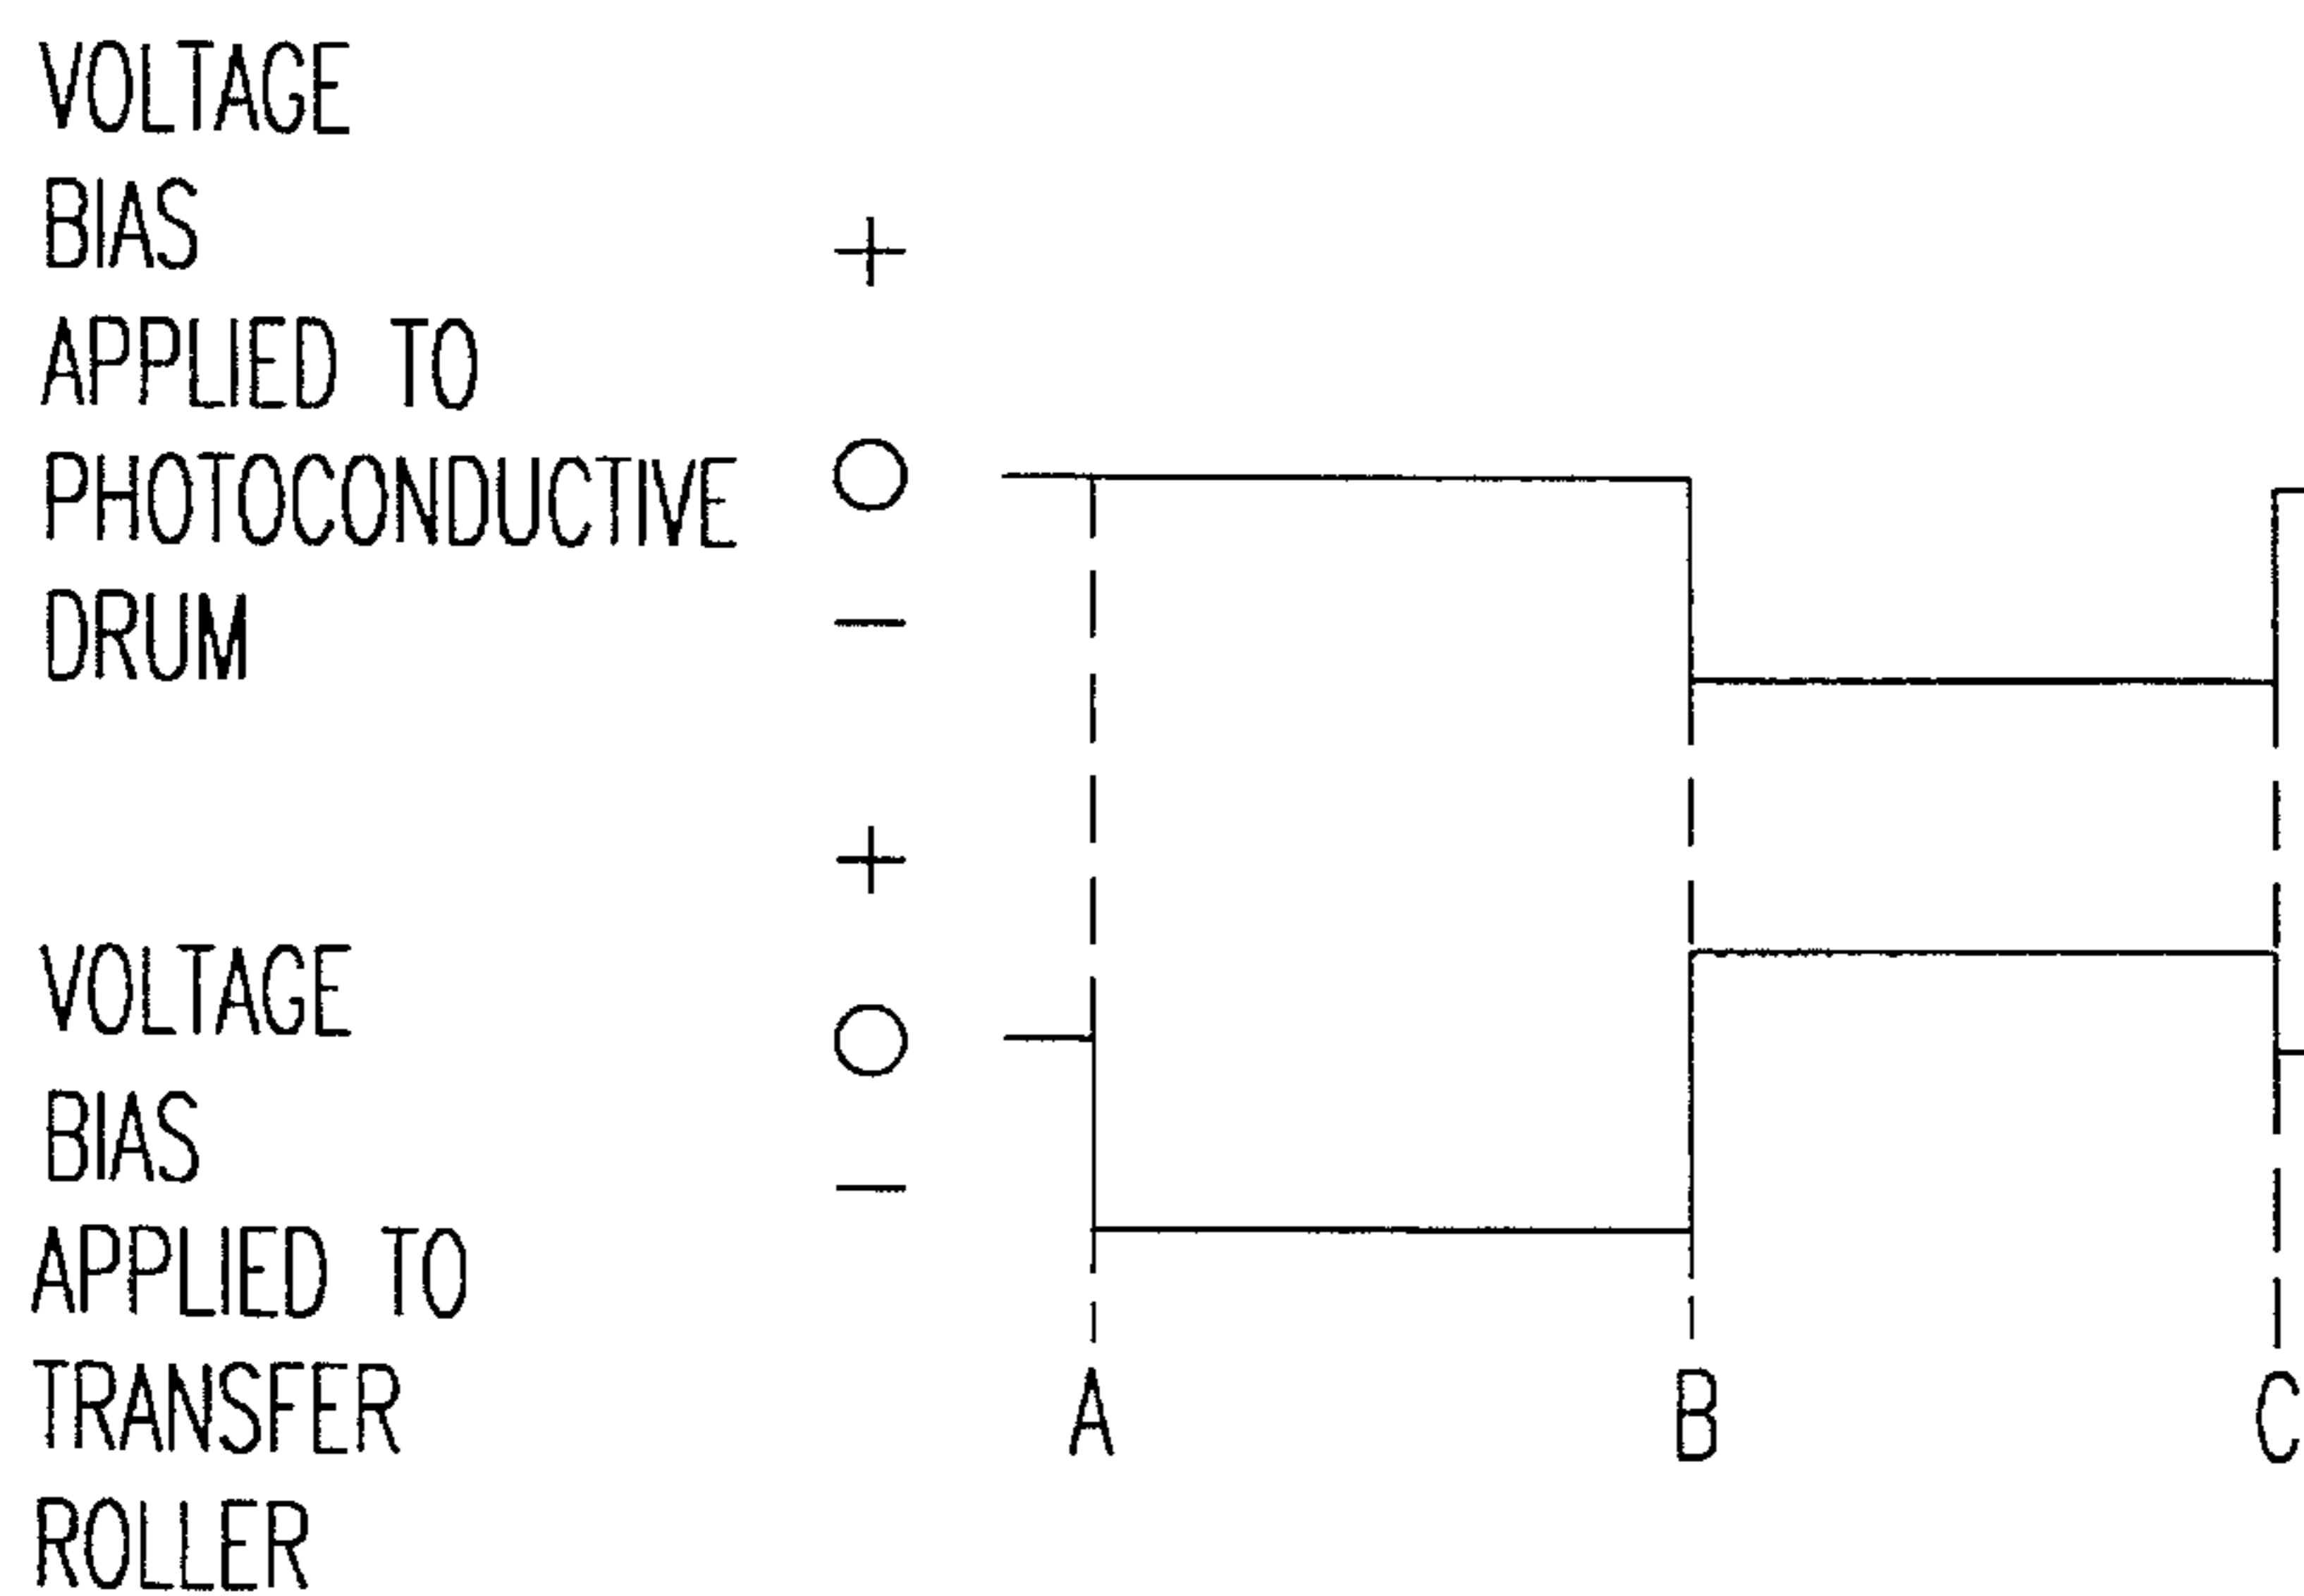 VOLTAGE
BIAS
APPLIED TO
PHOTOCONDUCTIVE
DRUM
+
O
−
VOLTAGE
BIAS
APPLIED TO
TRANSFER
ROLLER
+
O
−
A
B
C